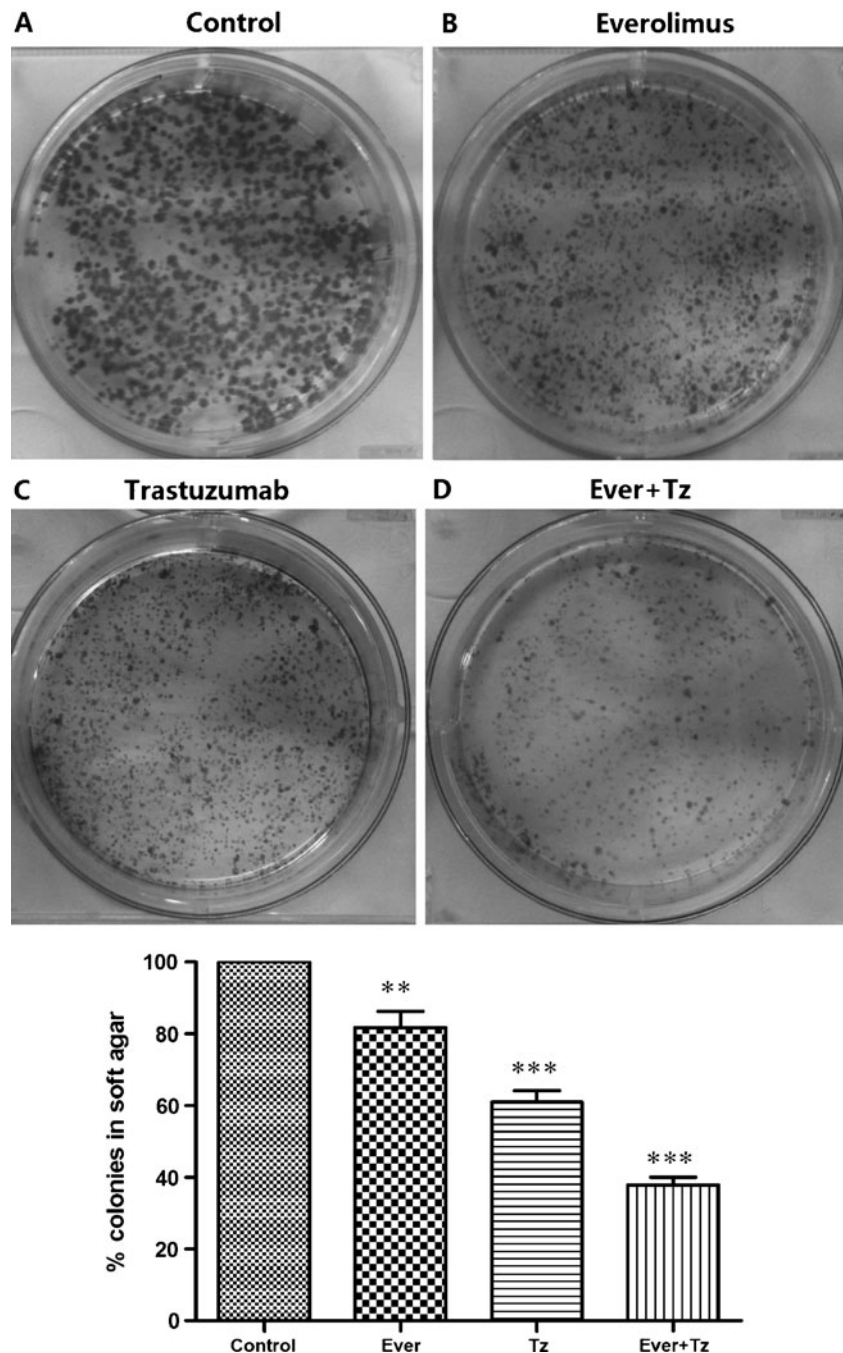 A Control
B Everolimus
C Trastuzumab
D Ever+Tz
% colonies in soft agar
100
**
80
***
60
***
40
20
0
Control Ever Tz Ever+Tz